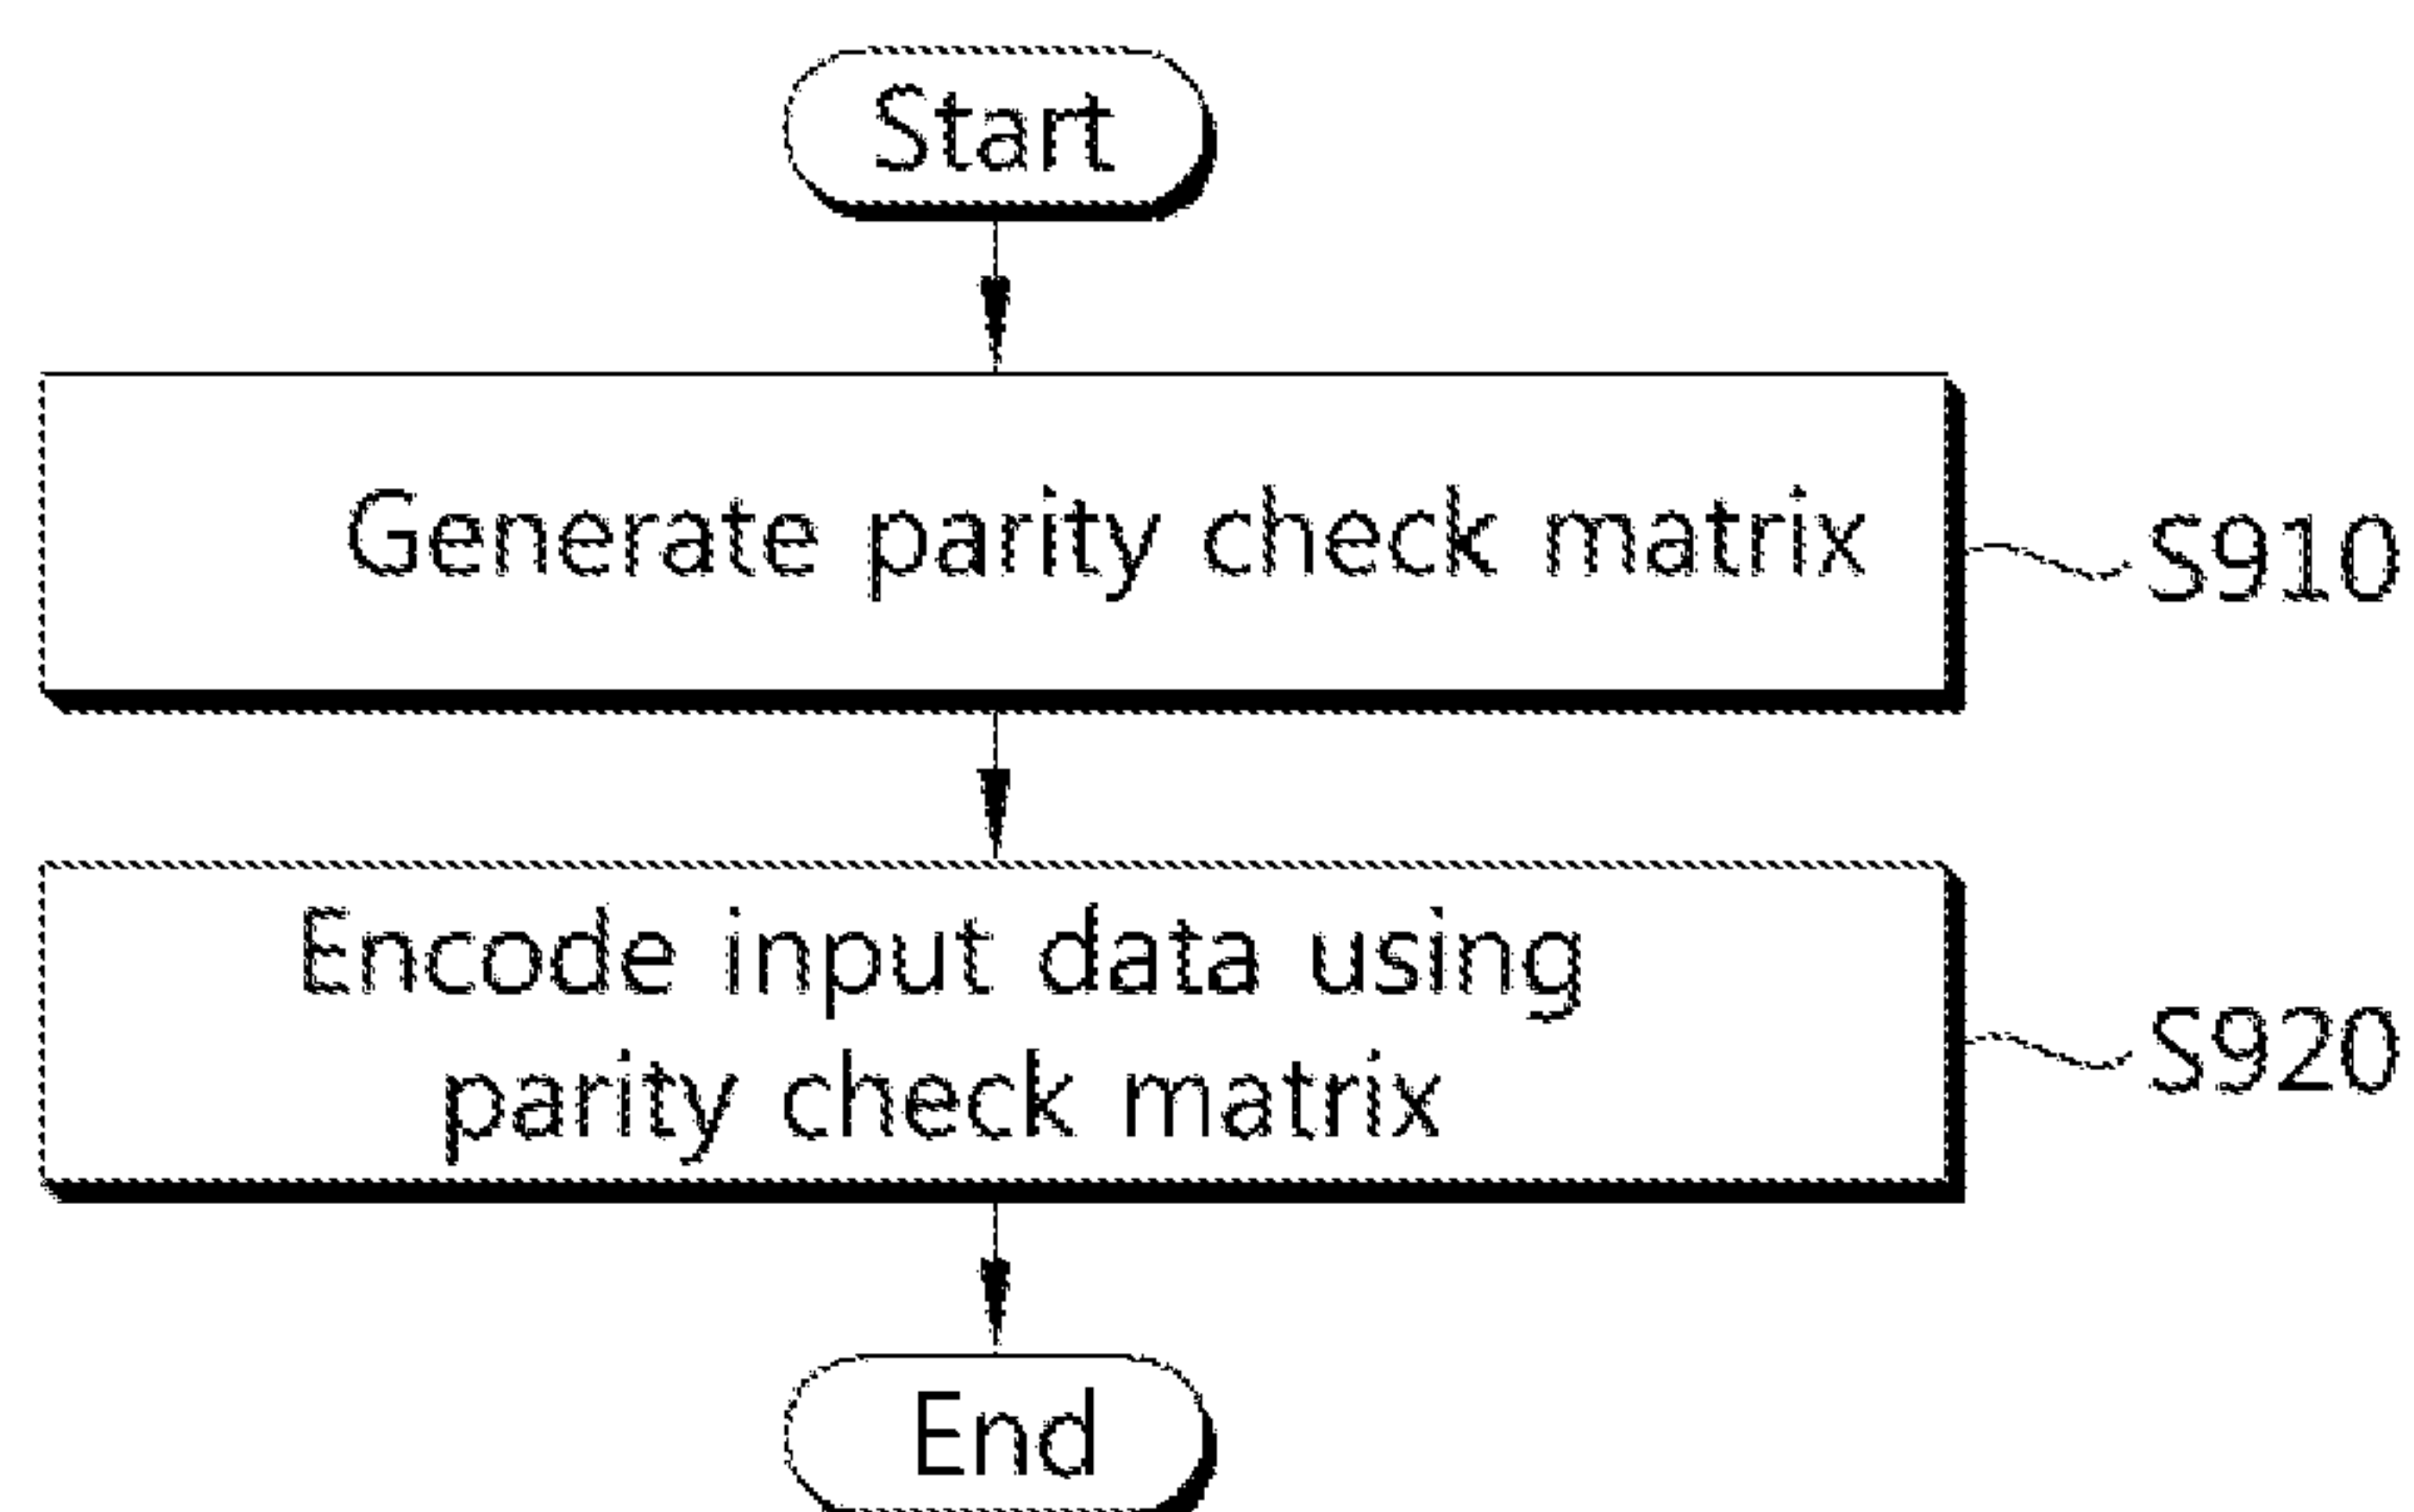 Start
Generate parity check matrix
S910
Encode input data using
parity check matrix
S920
End